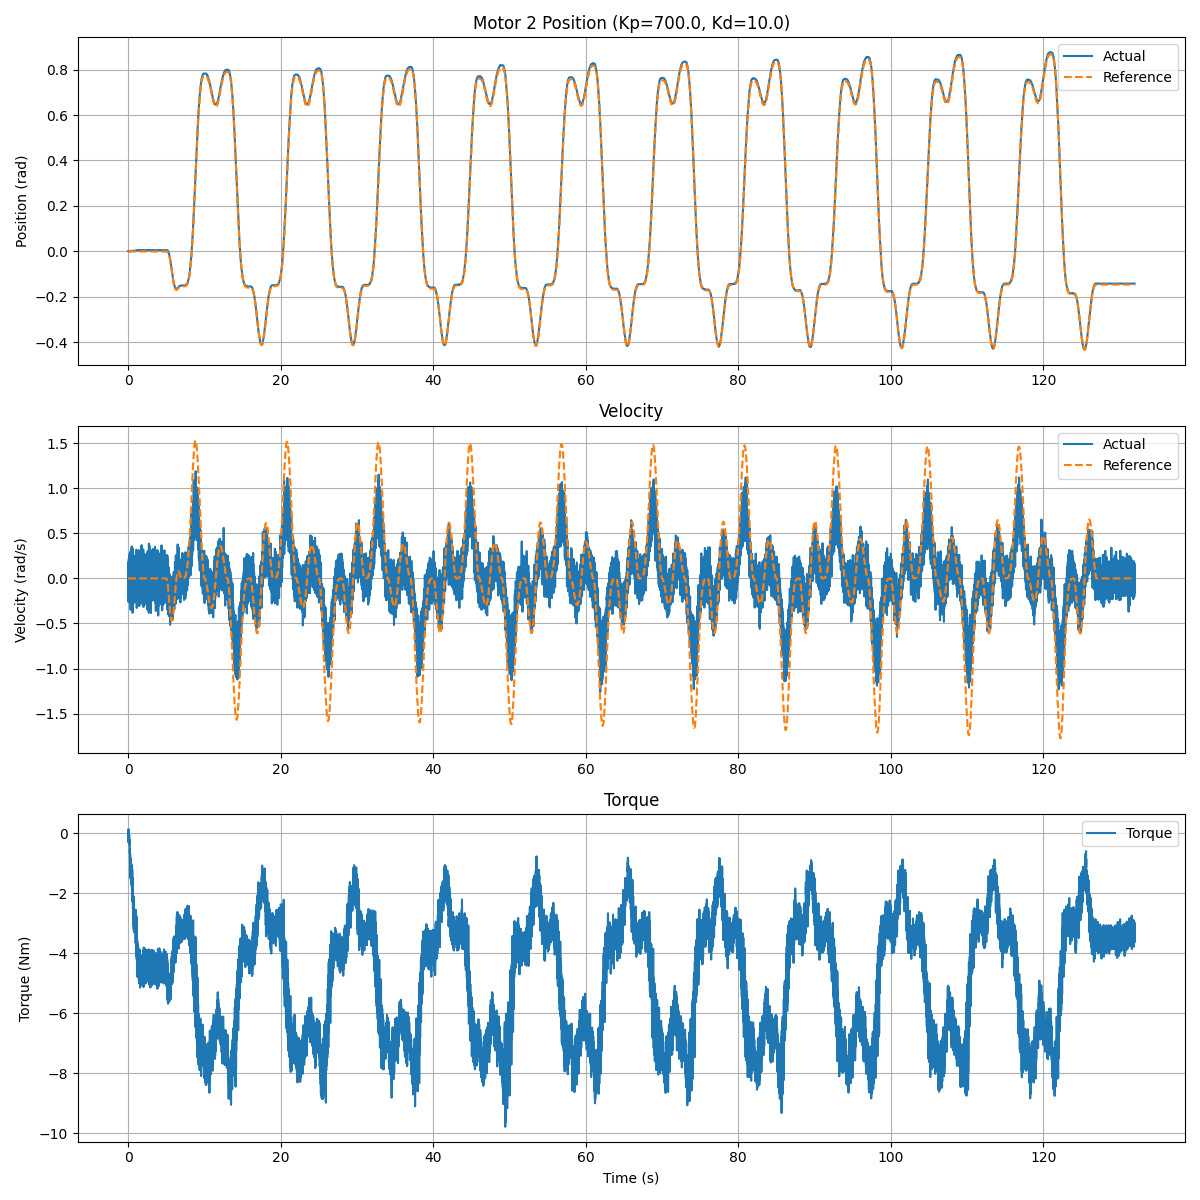 Motor 2 Position (Kp=700.0, Kd=10.0)
Actual
Reference
Position (rad)
0.8
0.6
0.4
0.2
0.0
−0.2
−0.4
0 20 40 60 80 100 120
Velocity
Actual
Reference
Velocity (rad/s)
1.5
1.0
0.5
0.0
−0.5
−1.0
−1.5
0 20 40 60 80 100 120
Torque
Torque
Torque (Nm)
0
−2
−4
−6
−8
−10
0 20 40 60 80 100 120
Time (s)